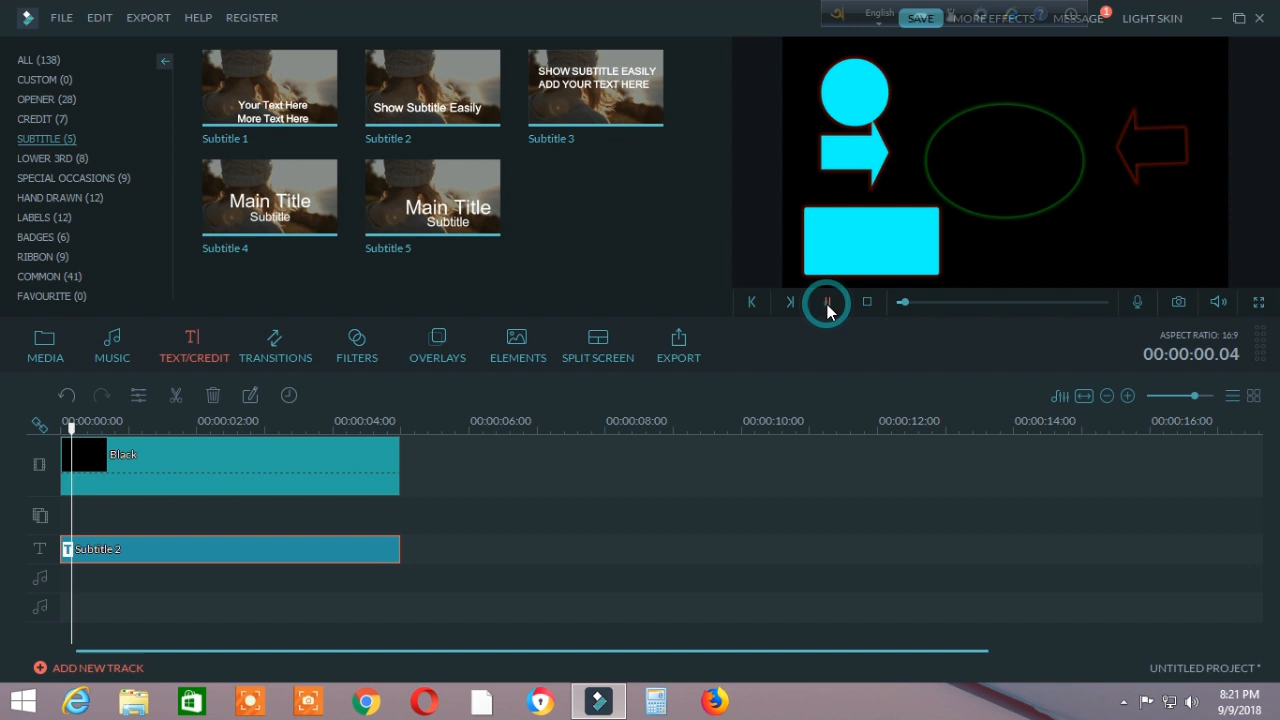 FILE EDIT EXPORT HELP REGISTER
English
SAVE MORE EFFECTS MESSAGE 1 LIGHT SKIN
ALL (138)
CUSTOM (0)
OPENER (28)
CREDIT (7)
SUBTITLE (5)
LOWER 3RD (8)
SPECIAL OCCASIONS (9)
HAND DRAWN (12)
LABELS (12)
BADGES (6)
RIBBON (9)
COMMON (41)
FAVOURITE (0)
Your Text Here
More Text Here
Subtitle 1
Show Subtitle Easily
Subtitle 2
SHOW SUBTITLE EASILY
ADD YOUR TEXT HERE
Subtitle 3
Main Title
Subtitle
Subtitle 4
Main Title
Subtitle
Subtitle 5
MEDIA MUSIC TEXT/CREDIT TRANSITIONS FILTERS OVERLAYS ELEMENTS SPLIT SCREEN EXPORT
ASPECT RATIO: 16:9
00:00:00.04
00:00:00:00 00:00:02:00 00:00:04:00 00:00:06:00 00:00:08:00 00:00:10:00 00:00:12:00 00:00:14:00 00:00:16:00
Black
T Subtitle 2
ADD NEW TRACK
UNTITLED PROJECT *
8:21 PM
9/9/2018